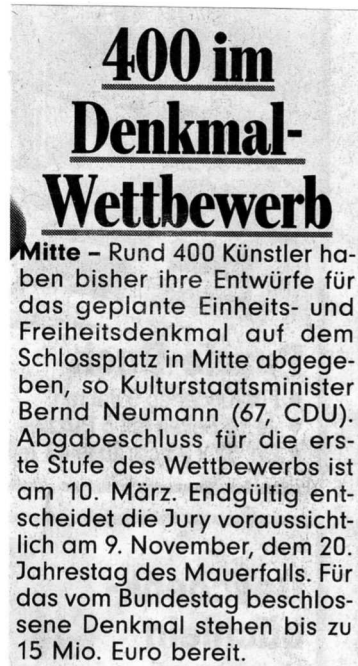 400 im
Denkmal-
Wettbewerb
Mitte – Rund 400 Künstler ha-
ben bisher ihre Entwürfe für
das geplante Einheits- und
Freiheitsdenkmal auf dem
Schlossplatz in Mitte abgege-
ben, so Kulturstaatsminister
Bernd Neumann (67, CDU).
Abgabeschluss für die ers-
te Stufe des Wettbewerbs ist
am 10. März. Endgültig ent-
scheidet die Jury voraussicht-
lich am 9. November, dem 20.
Jahrestag des Mauerfalls. Für
das vom Bundestag beschlos-
sene Denkmal stehen bis zu
15 Mio. Euro bereit.